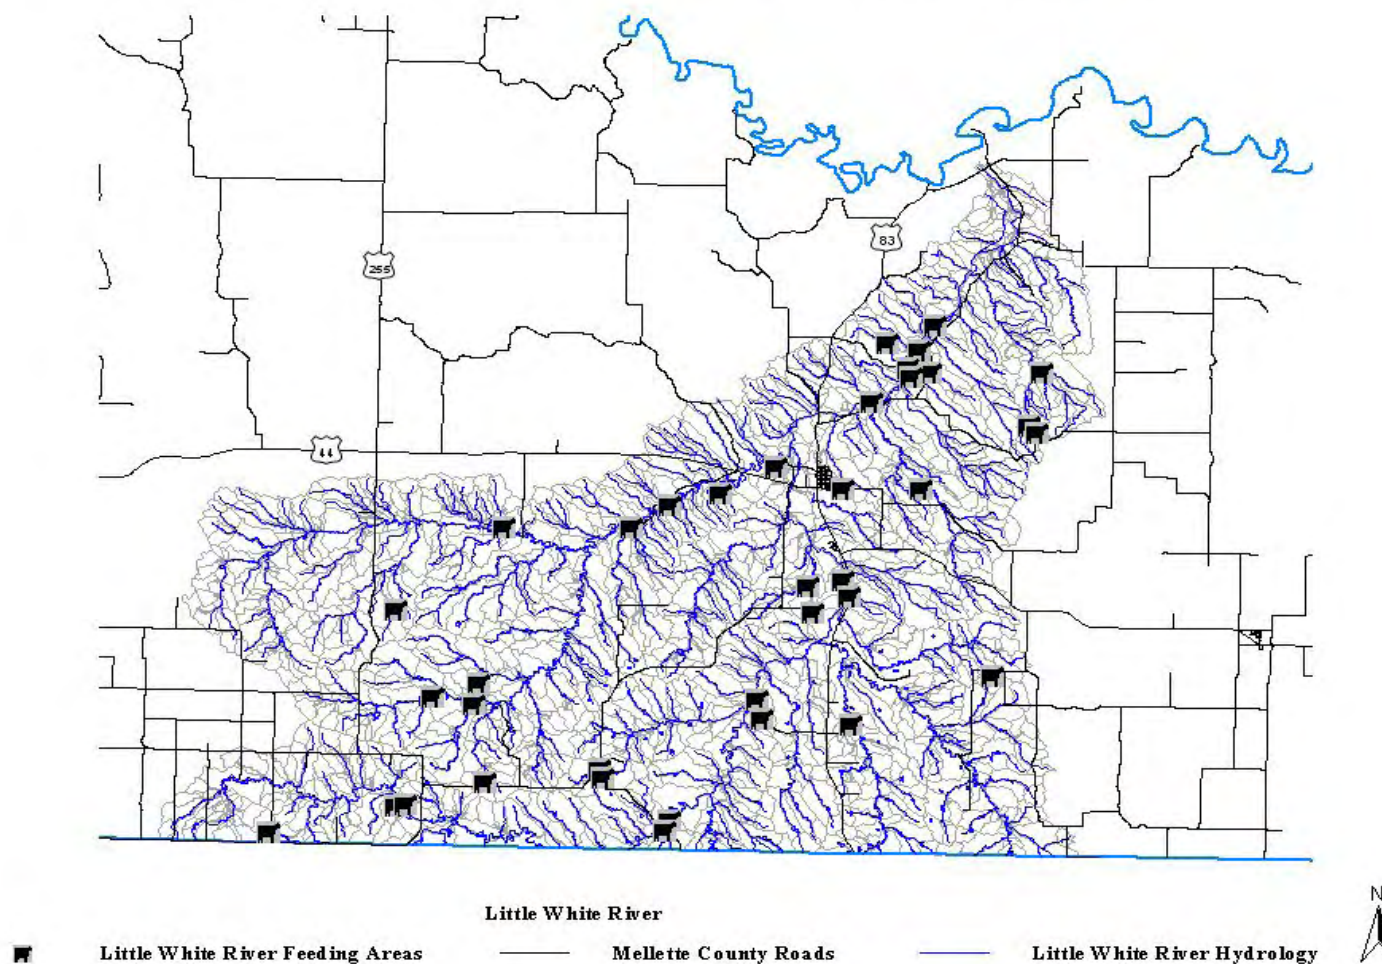 83
255
44
Little White River
N
Little White River Feeding Areas
Mellette County Roads
Little White River Hydrology